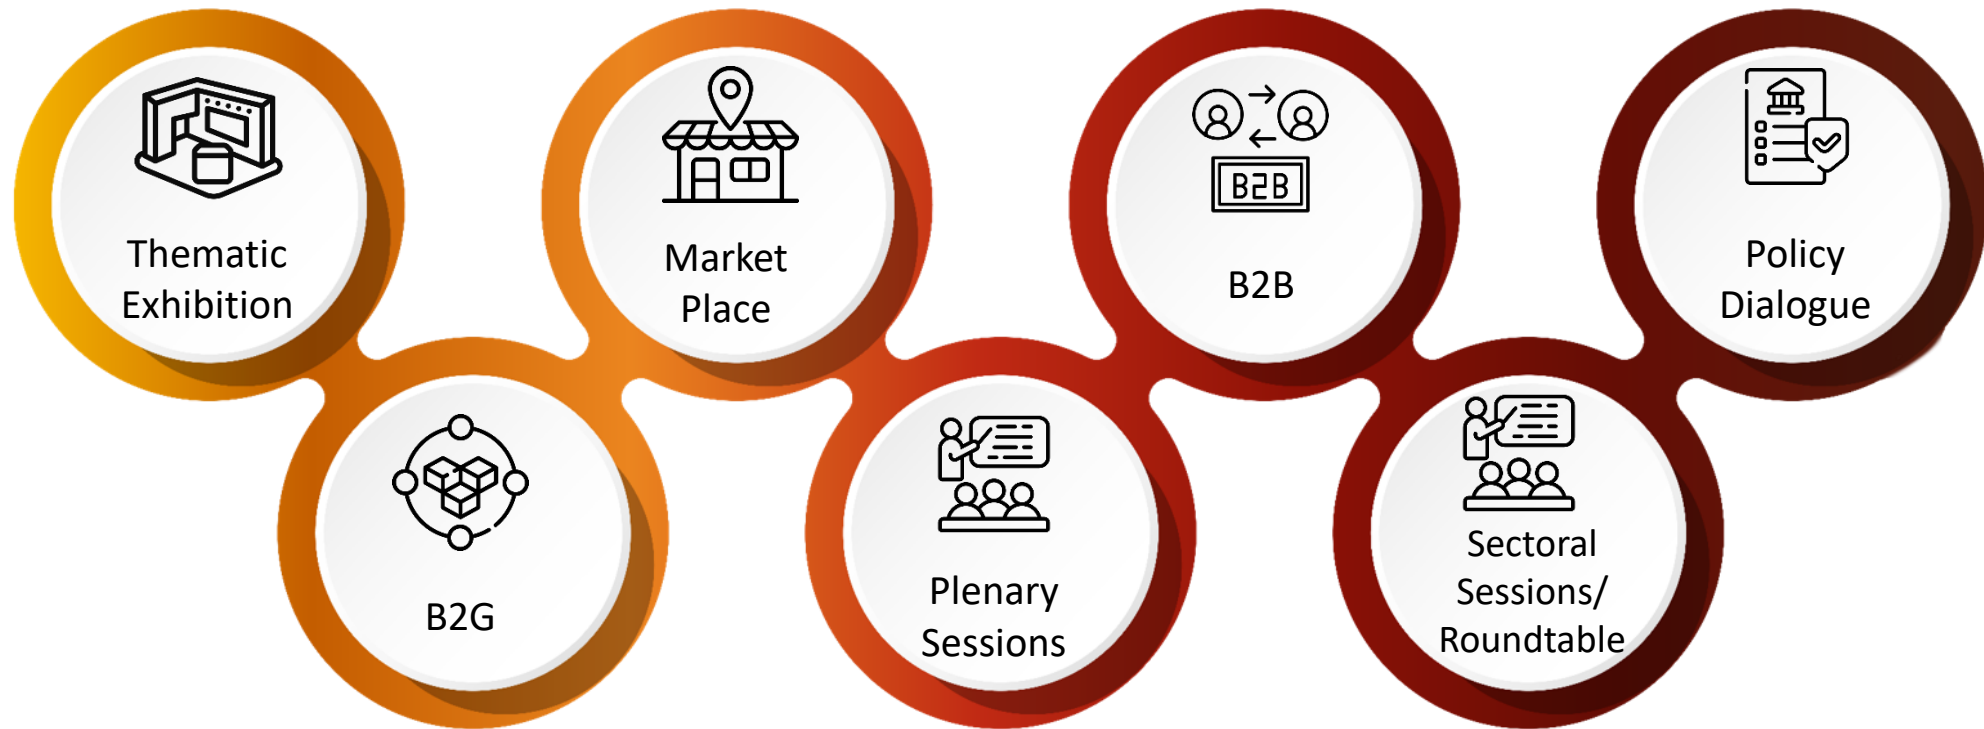 Thematic
Exhibition
B2G
Market
Place
Plenary
Sessions
B2B
B2B
Sectoral
Sessions/
Roundtable
Policy
Dialogue